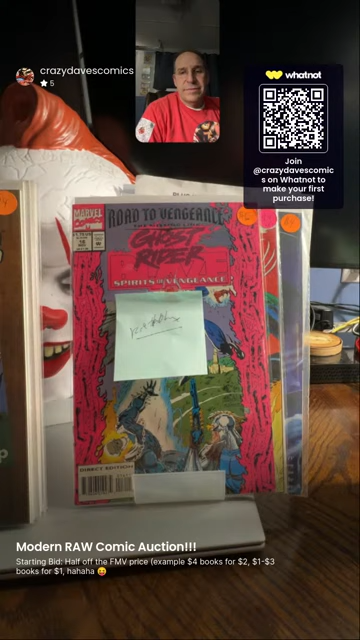 crazydavescomics
★ 5
whatnot
Join
@crazydavescomic
s on Whatnot to
make your first
purchase!
MARVEL
ROAD TO VENGEANCE
GHOST
RIDER
SPIRITS OF VENGEANCE!
DIRECT EDITION
Modern RAW Comic Auction!!!
Starting Bid: Half off the FMV price (example $4 books for $2, $1-$3
books for $1, hahaha 😆